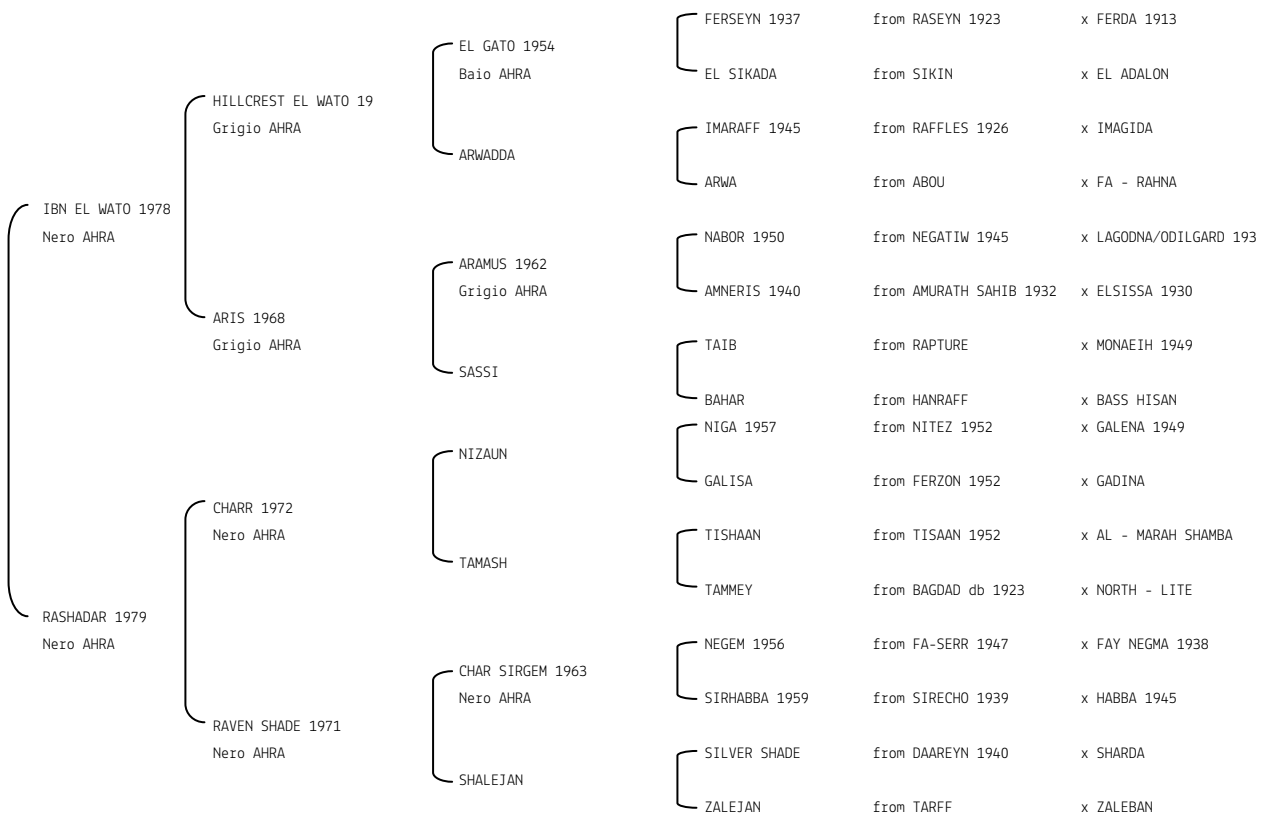 FERSEYN 1937 from RASEYN 1923 x FERDA 1913
EL GATO 1954
Baio AHRA EL SIKADA from SIKIN x EL ADALON
HILLCREST EL WATO 19
Grigio AHRA IMARAFF 1945 from RAFFLES 1926 x IMAGIDA
ARWADDA
ARWA from ABOU x FA - RAHNA
IBN EL WATO 1978
Nero AHRA NABOR 1950 from NEGATIW 1945 x LAGODNA/ODILGARD 193
ARAMUS 1962
Grigio AHRA AMNERIS 1940 from AMURATH SAHIB 1932 x ELSISSA 1930
ARIS 1968
Grigio AHRA TAIB from RAPTURE x MONAEIH 1949
SASSI
BAHAR from HANRAFF x BASS HISAN
NIGA 1957 from NITEZ 1952 x GALENA 1949
NIZAUN
GALISA from FERZON 1952 x GADINA
CHARR 1972
Nero AHRA TISHAAN from TISAAN 1952 x AL - MARAH SHAMBA
TAMASH
TAMMEY from BAGDAD db 1923 x NORTH - LITE
RASHADAR 1979
Nero AHRA NEGEM 1956 from FA-SERR 1947 x FAY NEGMA 1938
CHAR SIRGEM 1963
Nero AHRA SIRHABBA 1959 from SIRECHO 1939 x HABBA 1945
RAVEN SHADE 1971
Nero AHRA SILVER SHADE from DAAREYN 1940 x SHARDA
SHALEJAN
ZALEJAN from TARFF x ZALEBAN